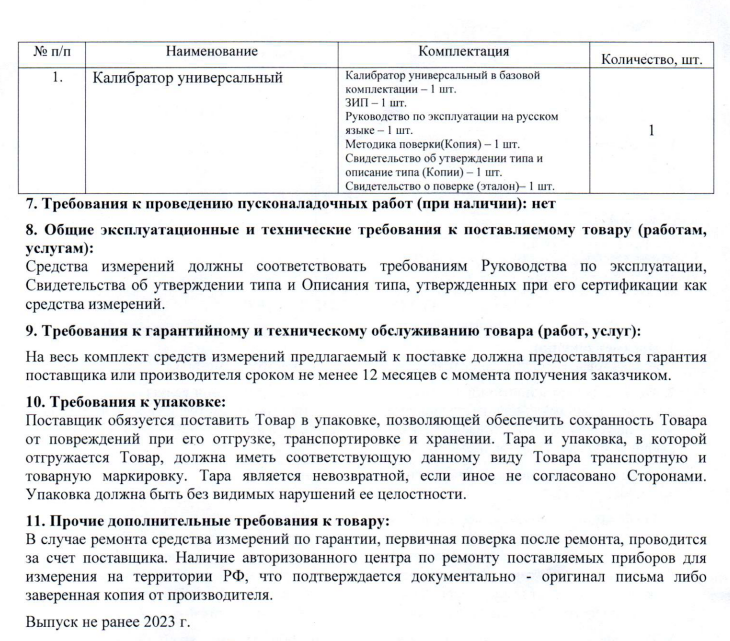 № п/п
Наименование
Комплектация
Количество, шт.
1.
Калибратор универсальный
Калибратор универсальный в базовой
комплектации – 1 шт.
ЗИП – 1 шт.
Руководство по эксплуатации на русском
языке – 1 шт.
Методика поверки(Копия) – 1 шт.
Свидетельство об утверждении типа и
описание типа (Копии) – 1 шт.
Свидетельство о поверке (эталон)– 1 шт.
1
7. Требования к проведению пусконаладочных работ (при наличии): нет
8. Общие эксплуатационные и технические требования к поставляемому товару (работам,
услугам):
Средства измерений должны соответствовать требованиям Руководства по эксплуатации,
Свидетельства об утверждении типа и Описания типа, утвержденных при его сертификации как
средства измерений.
9. Требования к гарантийному и техническому обслуживанию товара (работ, услуг):
На весь комплект средств измерений предлагаемый к поставке должна предоставляться гарантия
поставщика или производителя сроком не менее 12 месяцев с момента получения заказчиком.
10. Требования к упаковке:
Поставщик обязуется поставить Товар в упаковке, позволяющей обеспечить сохранность Товара
от повреждений при его отгрузке, транспортировке и хранении. Тара и упаковка, в которой
отгружается Товар, должна иметь соответствующую данному виду Товара транспортную и
товарную маркировку. Тара является невозвратной, если иное не согласовано Сторонами.
Упаковка должна быть без видимых нарушений ее целостности.
11. Прочие дополнительные требования к товару:
В случае ремонта средства измерений по гарантии, первичная поверка после ремонта, проводится
за счет поставщика. Наличие авторизованного центра по ремонту поставляемых приборов для
измерения на территории РФ, что подтверждается документально - оригинал письма либо
заверенная копия от производителя.
Выпуск не ранее 2023 г.